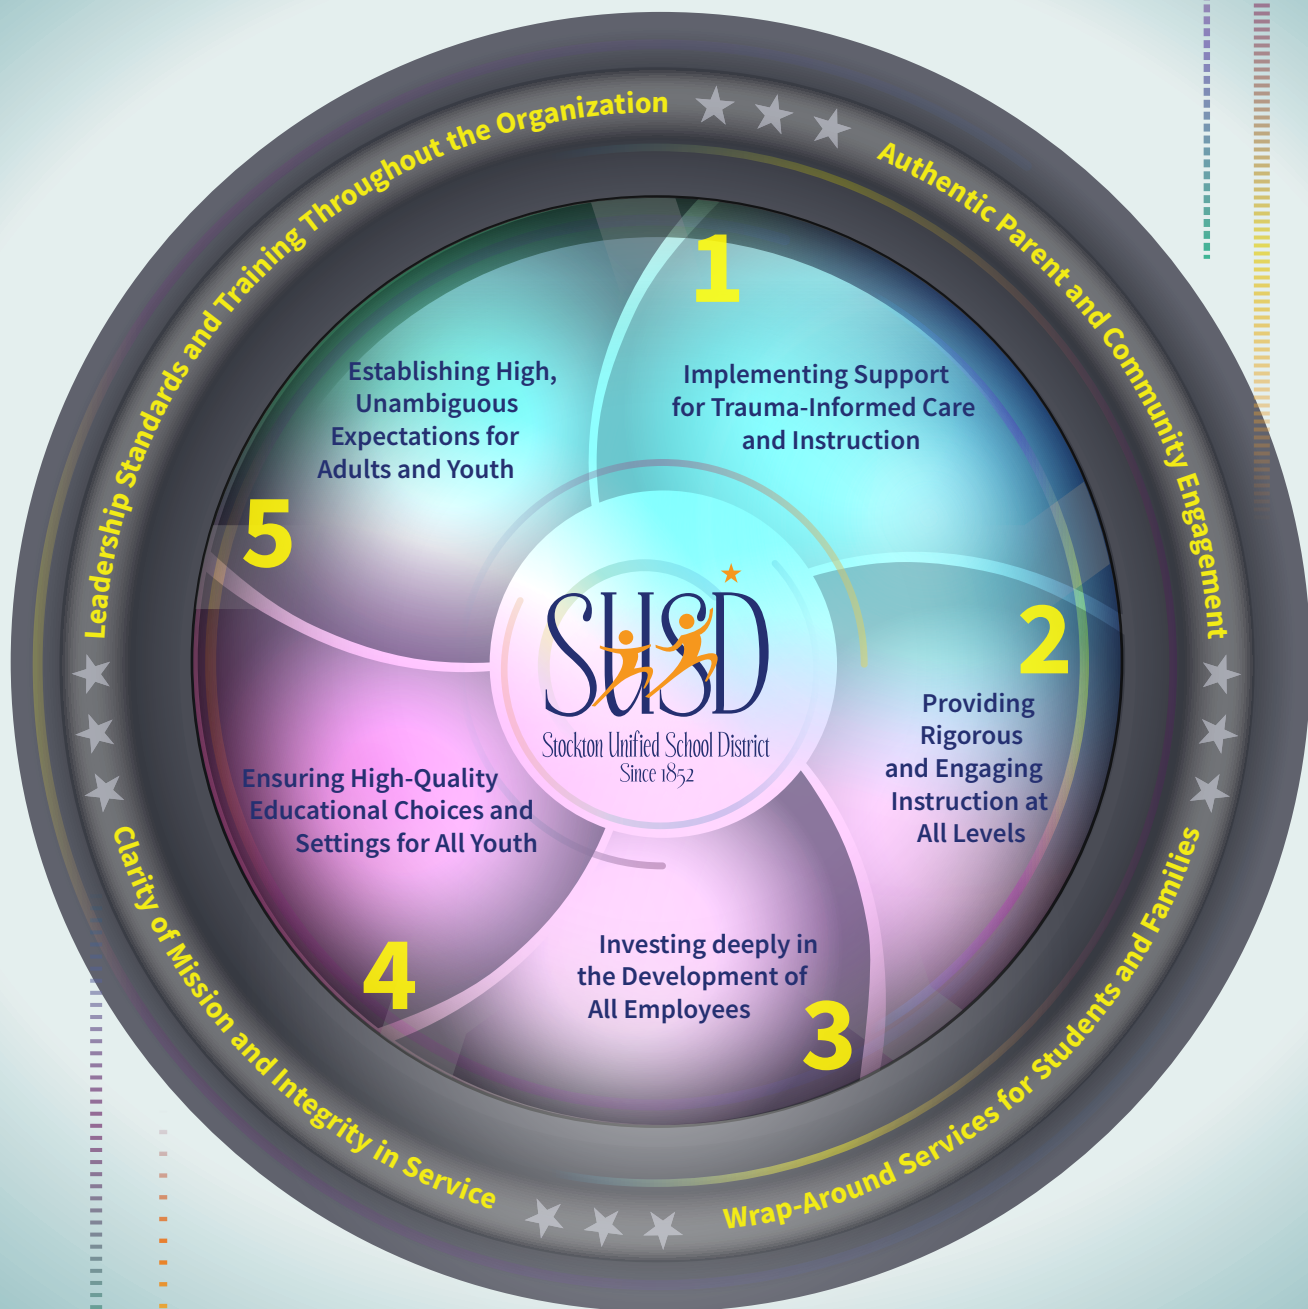 Leadership Standards and Training Throughout the Organization
Authentic Parent and Community Engagement
Wrap-Around Services for Students and Families
Clarity of Mission and Integrity in Service
1
Implementing Support
for Trauma-Informed Care
and Instruction
2
Providing
Rigorous
and Engaging
Instruction at
All Levels
3
Investing deeply in
the Development of
All Employees
4
Ensuring High-Quality
Educational Choices and
Settings for All Youth
5
Establishing High,
Unambiguous
Expectations for
Adults and Youth
SUSD
Stockton Unified School District
Since 1852